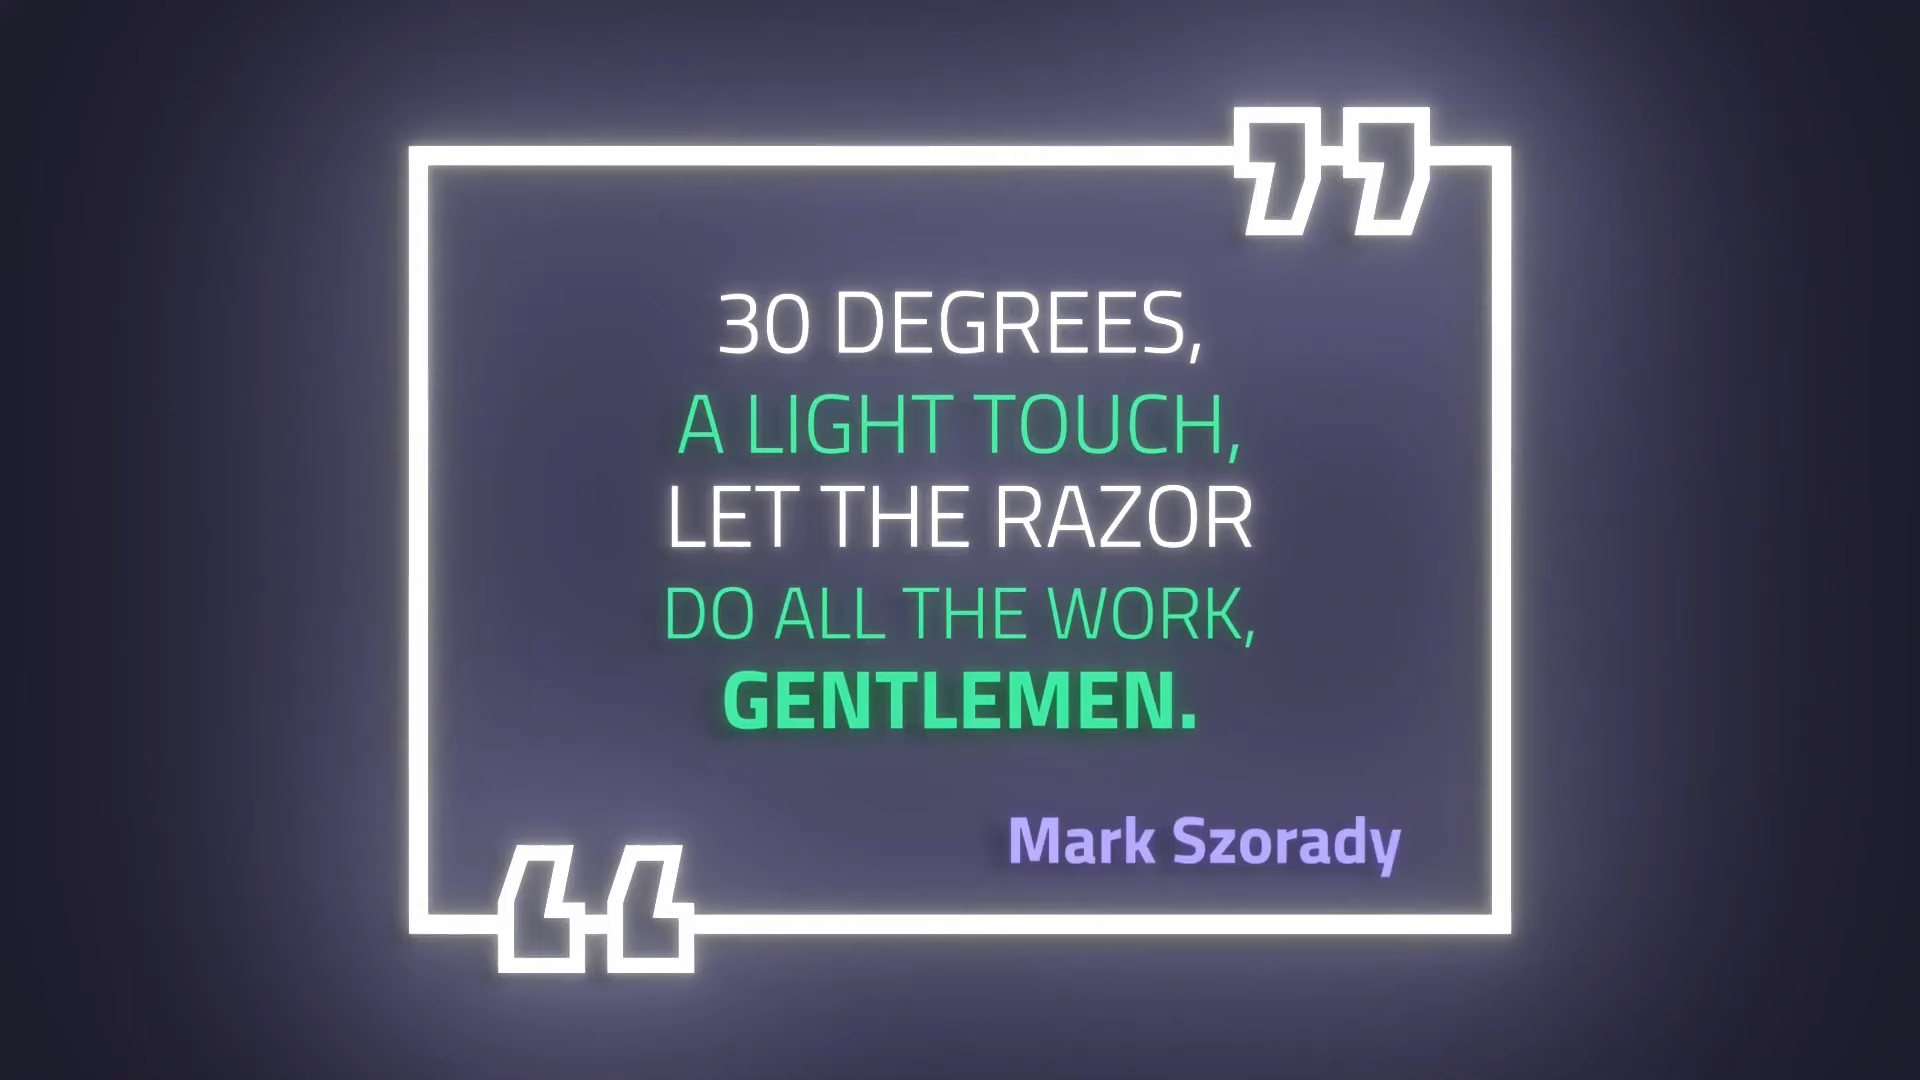 30 DEGREES,
A LIGHT TOUCH,
LET THE RAZOR
DO ALL THE WORK,
GENTLEMEN.
Mark Szorady